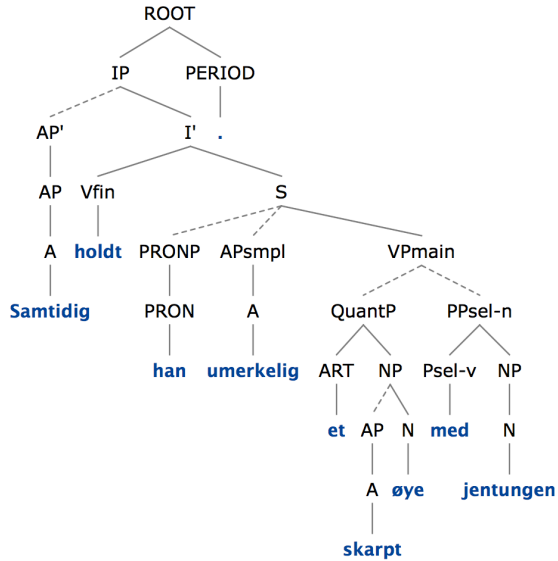 ROOT
IP PERIOD
AP' I' .
AP Vfin S
A holdt PRONP APsmpl VPmain
Samtidig PRON A QuantP PPsel-n
han umerkelig ART NP Psel-v NP
et AP N med N
A øye jentungen
skarpt